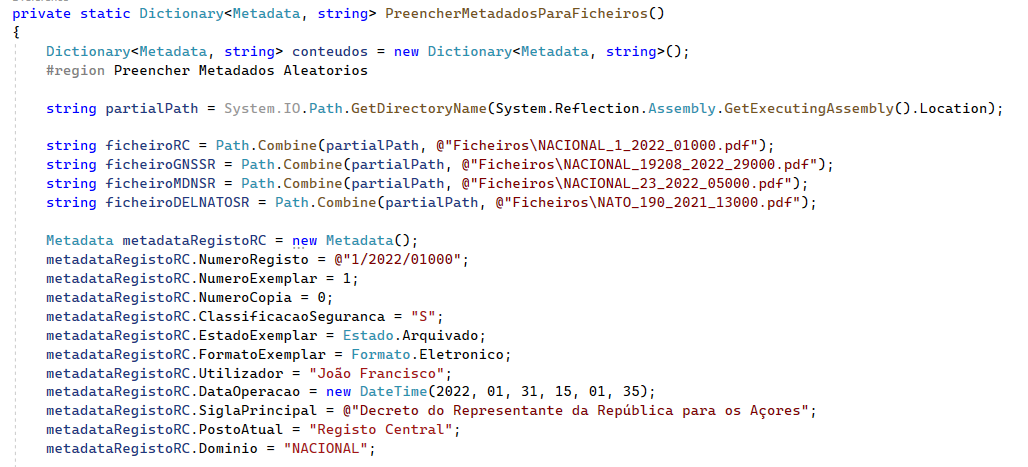 private static Dictionary<Metadata, string> PreencherMetadadosParaFicheiros()
{
Dictionary<Metadata, string> conteudos = new Dictionary<Metadata, string>();
#region Preencher Metadados Aleatorios
string partialPath = System.IO.Path.GetDirectoryName(System.Reflection.Assembly.GetExecutingAssembly().Location);
string ficheiroRC = Path.Combine(partialPath, @"Ficheiros\NACIONAL_1_2022_01000.pdf");
string ficheiroGNSSR = Path.Combine(partialPath, @"Ficheiros\NACIONAL_19208_2022_29000.pdf");
string ficheiroMDNSR = Path.Combine(partialPath, @"Ficheiros\NACIONAL_23_2022_05000.pdf");
string ficheiroDELNATOSR = Path.Combine(partialPath, @"Ficheiros\NATO_190_2021_13000.pdf");
Metadata metadataRegistoRC = new Metadata();
metadataRegistoRC.NumeroRegisto = @"1/2022/01000";
metadataRegistoRC.NumeroExemplar = 1;
metadataRegistoRC.NumeroCopia = 0;
metadataRegistoRC.ClassificacaoSeguranca = "S";
metadataRegistoRC.EstadoExemplar = Estado.Arquivado;
metadataRegistoRC.FormatoExemplar = Formato.Eletronico;
metadataRegistoRC.Utilizador = "João Francisco";
metadataRegistoRC.DataOperacao = new DateTime(2022, 01, 31, 15, 01, 35);
metadataRegistoRC.SiglaPrincipal = @"Decreto do Representante da República para os Açores";
metadataRegistoRC.PostoAtual = "Registo Central";
metadataRegistoRC.Dominio = "NACIONAL";